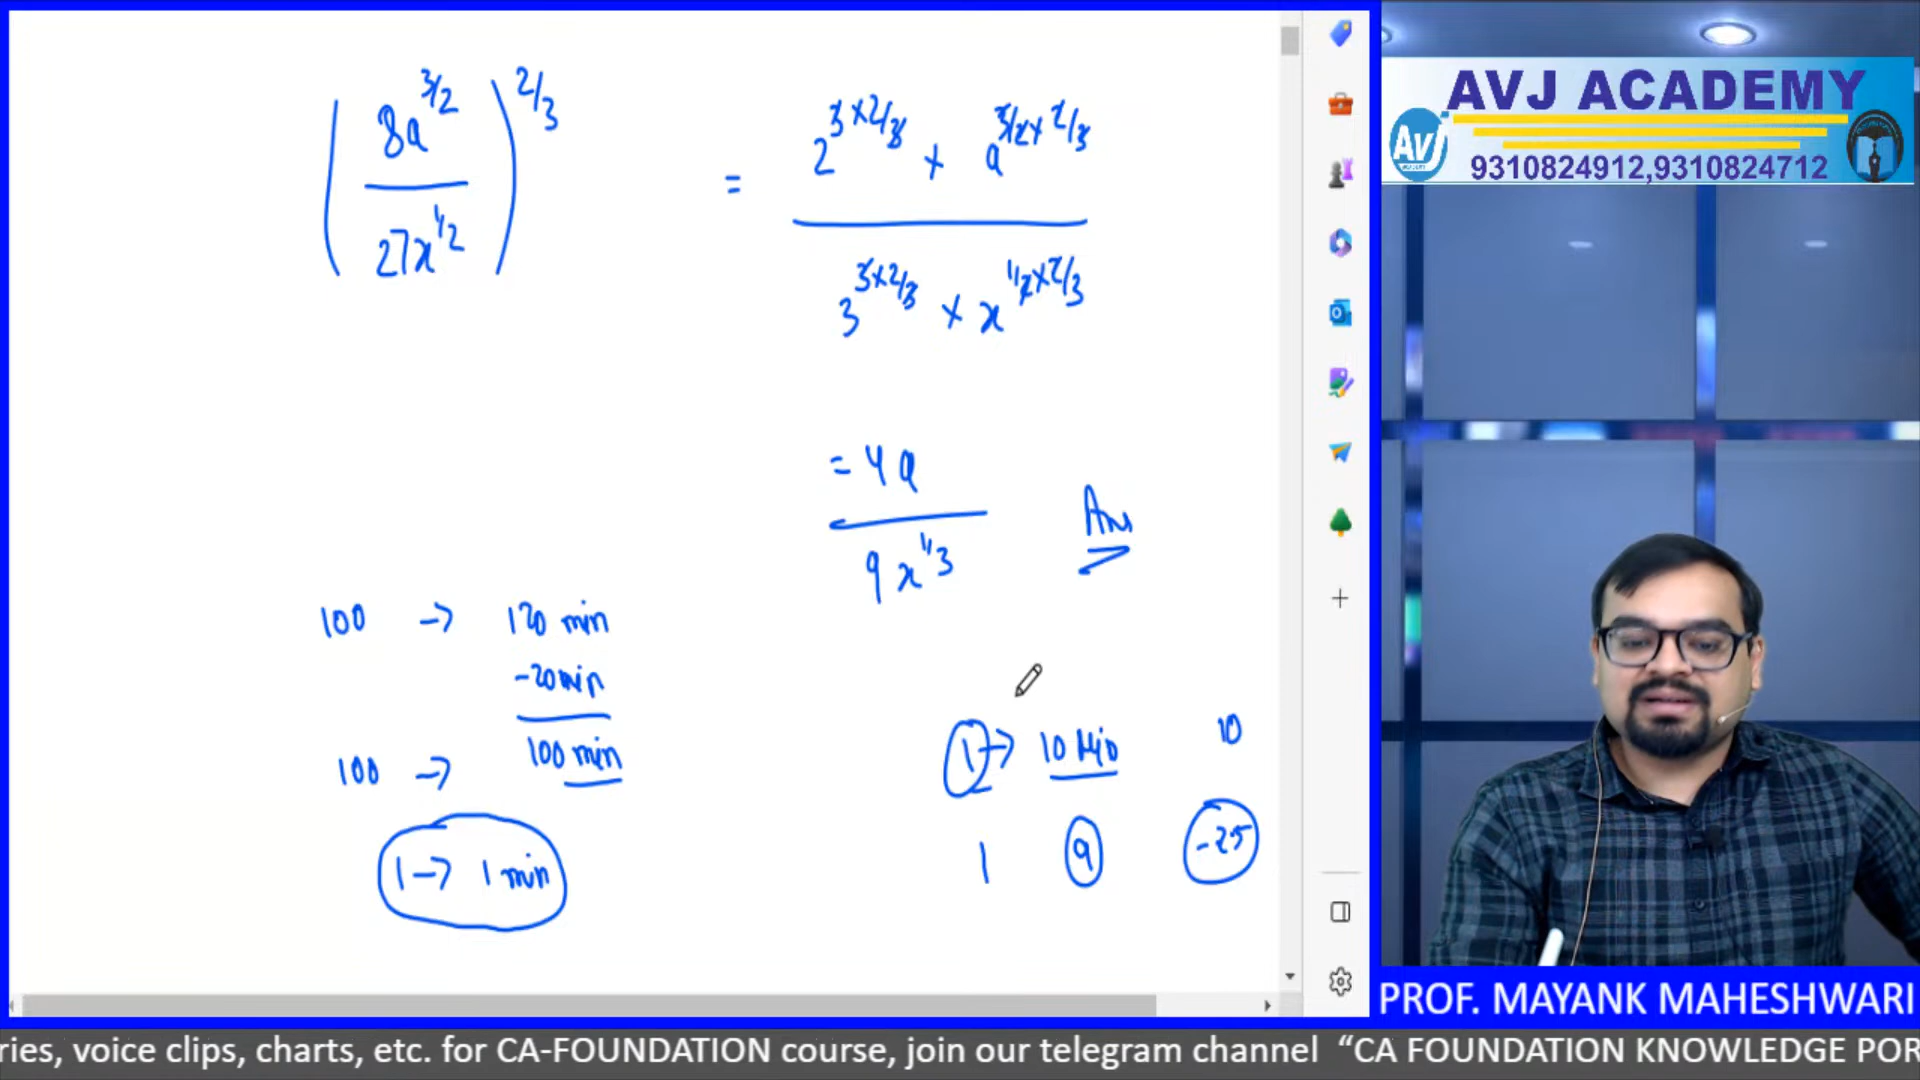 (8a^3/2 / 27x^1/2)^2/3 = 2^3×2/3 × a^3/2×2/3 / 3^3×2/3 × x^1/2×2/3
= 4a / 9x^1/3
Ans
100 → 120 min
-20min
100 → 100 min
1 → 1 min
1 → 10 Min 10
1 9 -25
AVJ ACADEMY
AVJ
9310824912,9310824712
PROF. MAYANK MAHESHWARI
ries, voice clips, charts, etc. for CA-FOUNDATION course, join our telegram channel “CA FOUNDATION KNOWLEDGE POR